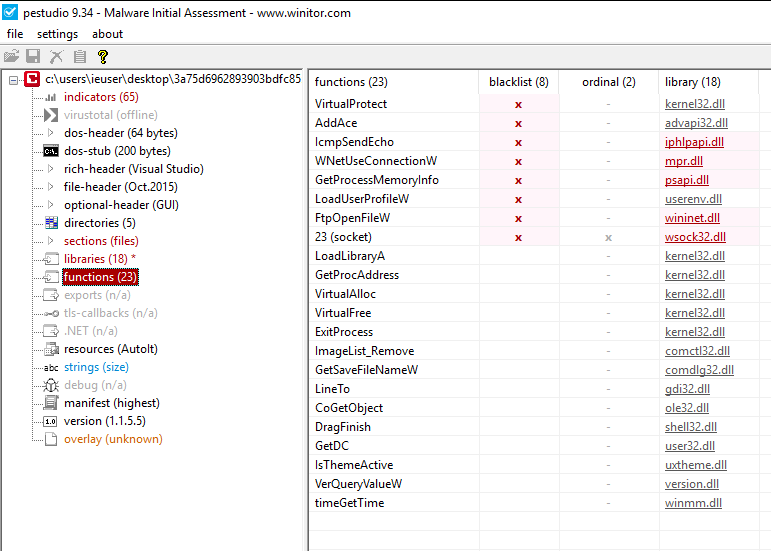 pestudio 9.34 - Malware Initial Assessment - www.winitor.com
file settings about
c:\users\ieuser\desktop\3a75d6962893903bdfc85
indicators (65)
virustotal (offline)
dos-header (64 bytes)
dos-stub (200 bytes)
rich-header (Visual Studio)
file-header (Oct.2015)
optional-header (GUI)
directories (5)
sections (files)
libraries (18) *
functions (23)
exports (n/a)
tls-callbacks (n/a)
.NET (n/a)
resources (AutoIt)
abc strings (size)
debug (n/a)
manifest (highest)
1.0 version (1.1.5.5)
overlay (unknown)
functions (23) blacklist (8) ordinal (2) library (18)
VirtualProtect x - kernel32.dll
AddAce x - advapi32.dll
IcmpSendEcho x - iphlpapi.dll
WNetUseConnectionW x - mpr.dll
GetProcessMemoryInfo x - psapi.dll
LoadUserProfileW x - userenv.dll
FtpOpenFileW x - wininet.dll
23 (socket) x x wsock32.dll
LoadLibraryA - kernel32.dll
GetProcAddress - kernel32.dll
VirtualAlloc - kernel32.dll
VirtualFree - kernel32.dll
ExitProcess - kernel32.dll
ImageList_Remove - comctl32.dll
GetSaveFileNameW - comdlg32.dll
LineTo - gdi32.dll
CoGetObject - ole32.dll
DragFinish - shell32.dll
GetDC - user32.dll
IsThemeActive - uxtheme.dll
VerQueryValueW - version.dll
timeGetTime - winmm.dll